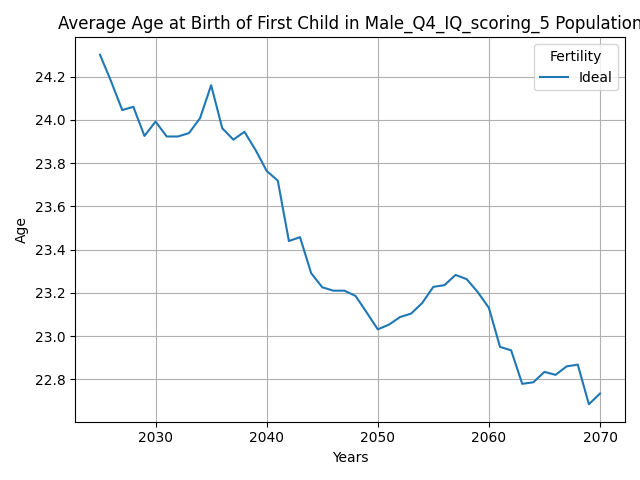 Average Age at Birth of First Child in Male_Q4_IQ_scoring_5 Population
Fertility
Ideal
24.2
24.0
23.8
23.6
23.4
23.2
23.0
22.8
Age
2030 2040 2050 2060 2070
Years